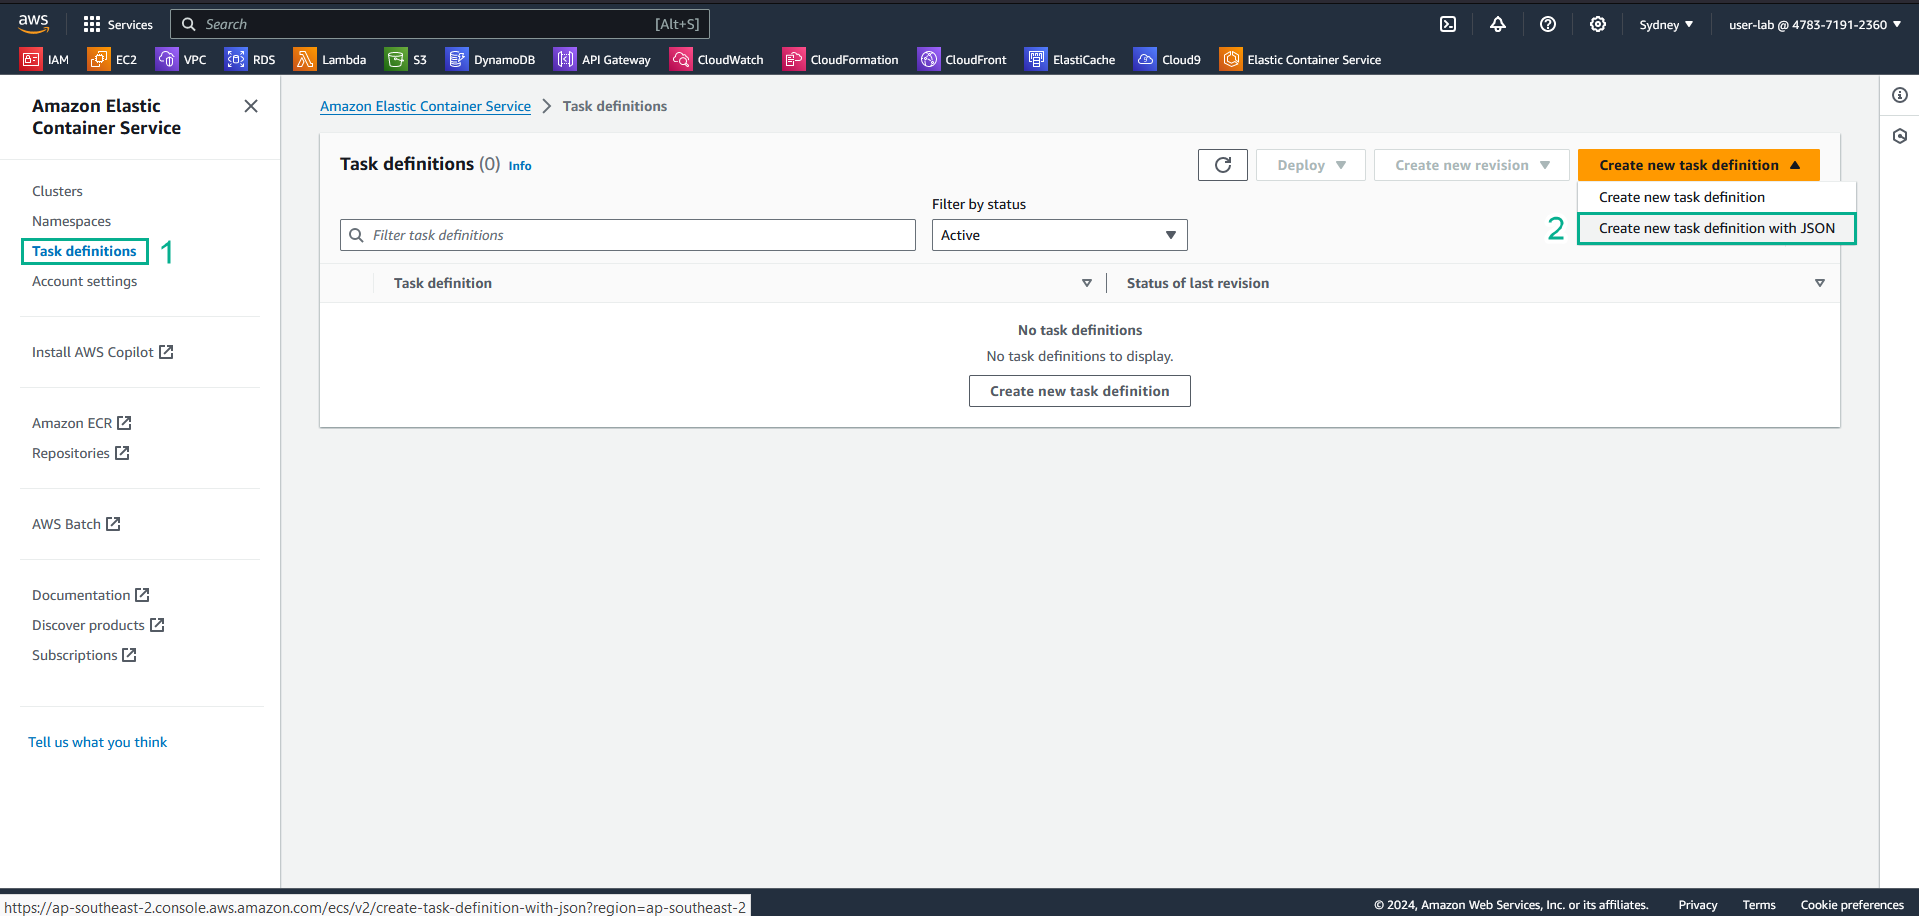 aws
Services
Search
[Alt+S]
Sydney
user-lab @ 4783-7191-2360
IAM
EC2
VPC
RDS
Lambda
S3
DynamoDB
API Gateway
CloudWatch
CloudFormation
CloudFront
ElastiCache
Cloud9
Elastic Container Service
Amazon Elastic
Container Service
Clusters
Namespaces
Task definitions
1
Account settings
Install AWS Copilot
Amazon ECR
Repositories
AWS Batch
Documentation
Discover products
Subscriptions
Tell us what you think
Amazon Elastic Container Service
Task definitions
Task definitions (0) Info
Deploy
Create new revision
Create new task definition
Create new task definition
2
Create new task definition with JSON
Filter by status
Filter task definitions
Active
Task definition
Status of last revision
No task definitions
No task definitions to display.
Create new task definition
https://ap-southeast-2.console.aws.amazon.com/ecs/v2/create-task-definition-with-json?region=ap-southeast-2
© 2024, Amazon Web Services, Inc. or its affiliates.
Privacy
Terms
Cookie preferences